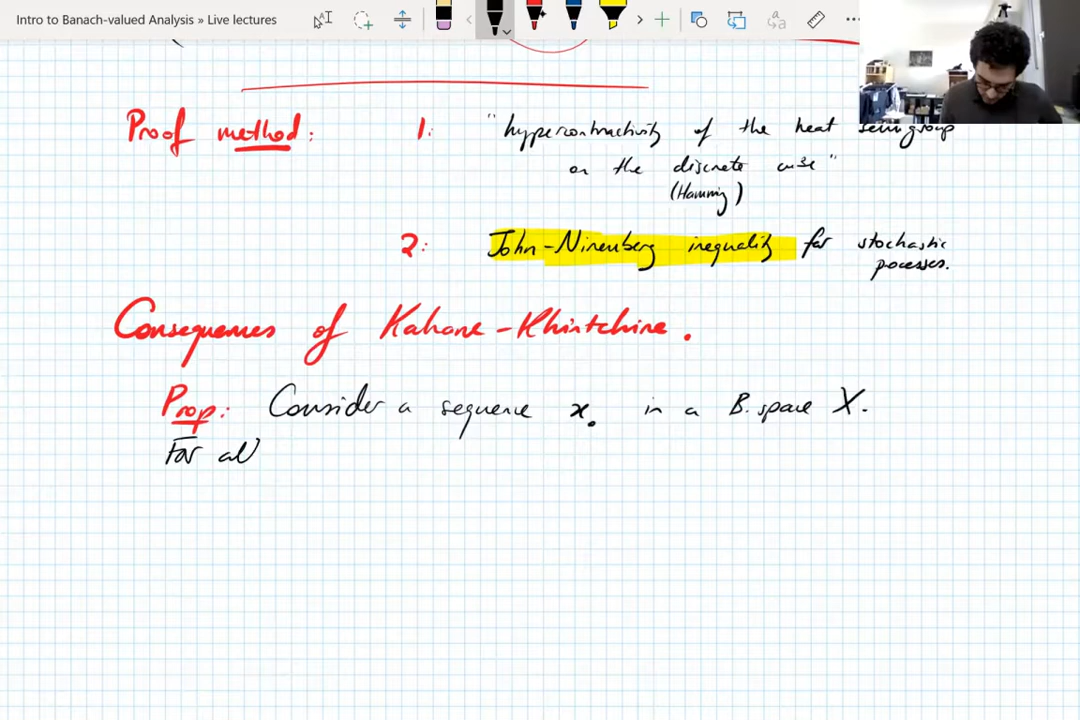 Intro to Banach-valued Analysis » Live lectures
Proof method: 1: "hypercontractivity of the heat semigroup
on the discrete cube"
(Hamming)
2: John-Nirenberg inequality for stochastic
processes.
Consequences of Kahane-Khintchine.
Prop: Consider a sequence x. in a B. space X.
For all